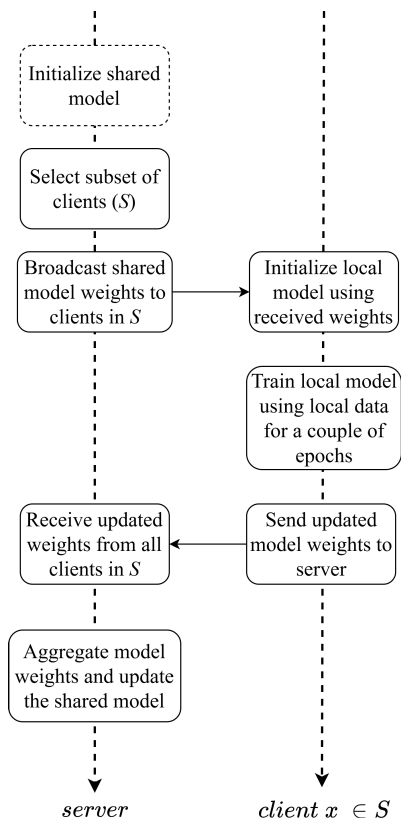 Initialize shared
model
Select subset of
clients (S)
Broadcast shared
model weights to
clients in S
Initialize local
model using
received weights
Train local model
using local data
for a couple of
epochs
Receive updated
weights from all
clients in S
Send updated
model weights to
server
Aggregate model
weights and update
the shared model
server
client x ∈ S